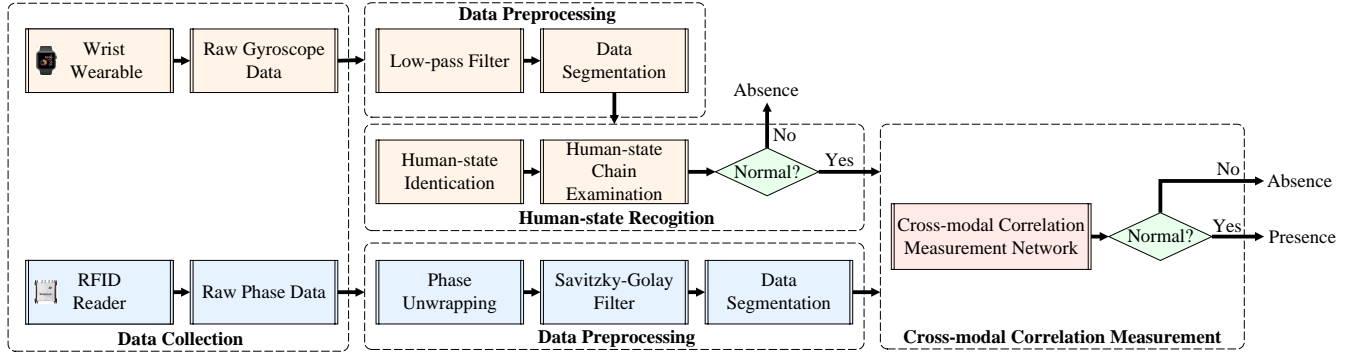 Data Preprocessing
Wrist
Wearable
Raw Gyroscope
Data
Low-pass Filter
Data
Segmentation
Absence
No
Human-state
Identication
Human-state
Chain
Examination
Normal?
Yes
Human-state Recogition
Cross-modal Correlation
Measurement Network
Normal?
No
Absence
Yes
Presence
RFID
Reader
Raw Phase Data
Phase
Unwrapping
Savitzky-Golay
Filter
Data
Segmentation
Data Collection
Data Preprocessing
Cross-modal Correlation Measurement